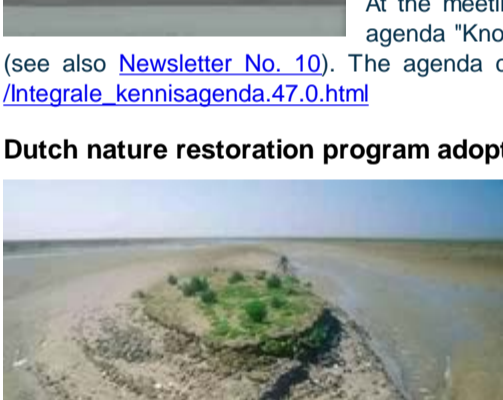 At the meeti
agenda "Kno
(see also Newsletter No. 10). The agenda c
/Integrale_kennisagenda.47.0.html
Dutch nature restoration program adopt